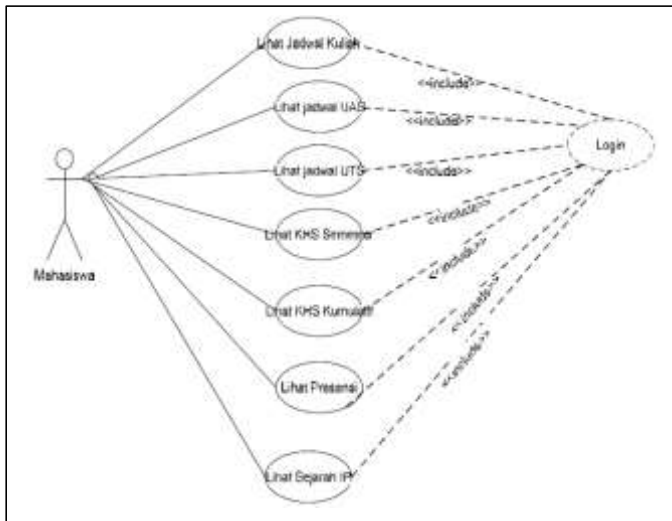 Lihat Jadwal Kuliah
<<include>>
Lihat jadwal UAS
<<include>>
Login
Lihat jadwal UTS
<<include>>
Lihat KHS Semester
<<include>>
Mahasiswa
Lihat KHS Kumulatif
<<include>>
Lihat Presensi
<<include>>
<<include>>
Lihat Sejarah IP